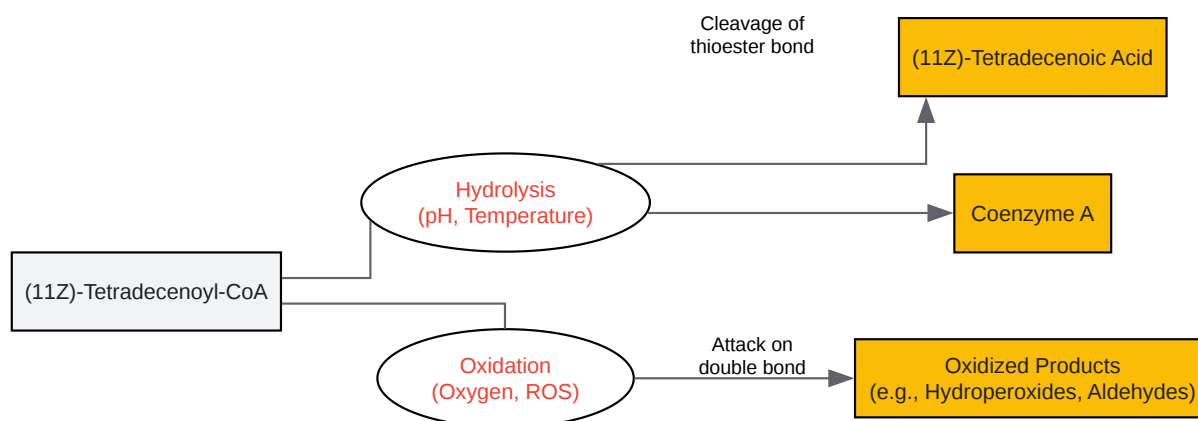 Cleavage of
thioester bond
(11Z)-Tetradecenoic Acid
Hydrolysis
(pH, Temperature)
Coenzyme A
(11Z)-Tetradecenoyl-CoA
Oxidation
(Oxygen, ROS)
Attack on
double bond
Oxidized Products
(e.g., Hydroperoxides, Aldehydes)